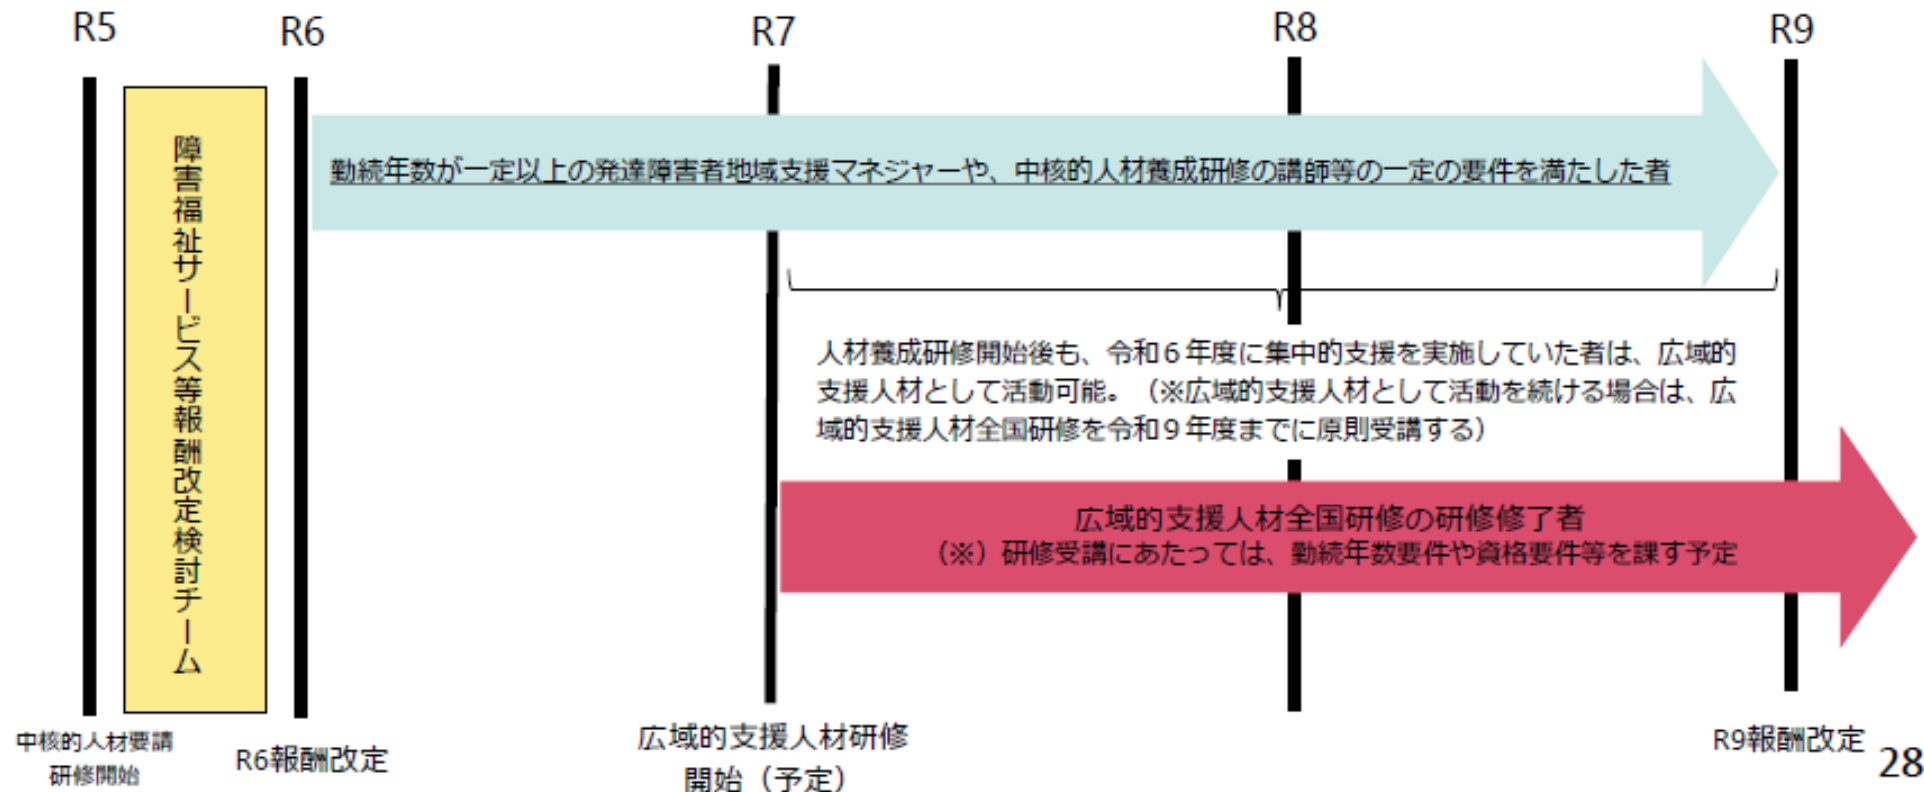 R5
R6
R7
R8
R9
障害福祉サービス等報酬改定検討チーム
勤続年数が一定以上の発達障害者地域支援マネジャーや、中核的人材養成研修の講師等の一定の要件を満たした者
人材養成研修開始後も、令和６年度に集中的支援を実施していた者は、広域的
支援人材として活動可能。（※広域的支援人材として活動を続ける場合は、広
域的支援人材全国研修を令和９年度までに原則受講する）
広域的支援人材全国研修の研修修了者
（※）研修受講にあたっては、勤続年数要件や資格要件等を課す予定
中核的人材要請
研修開始
R6報酬改定
広域的支援人材研修
開始（予定）
R9報酬改定
28